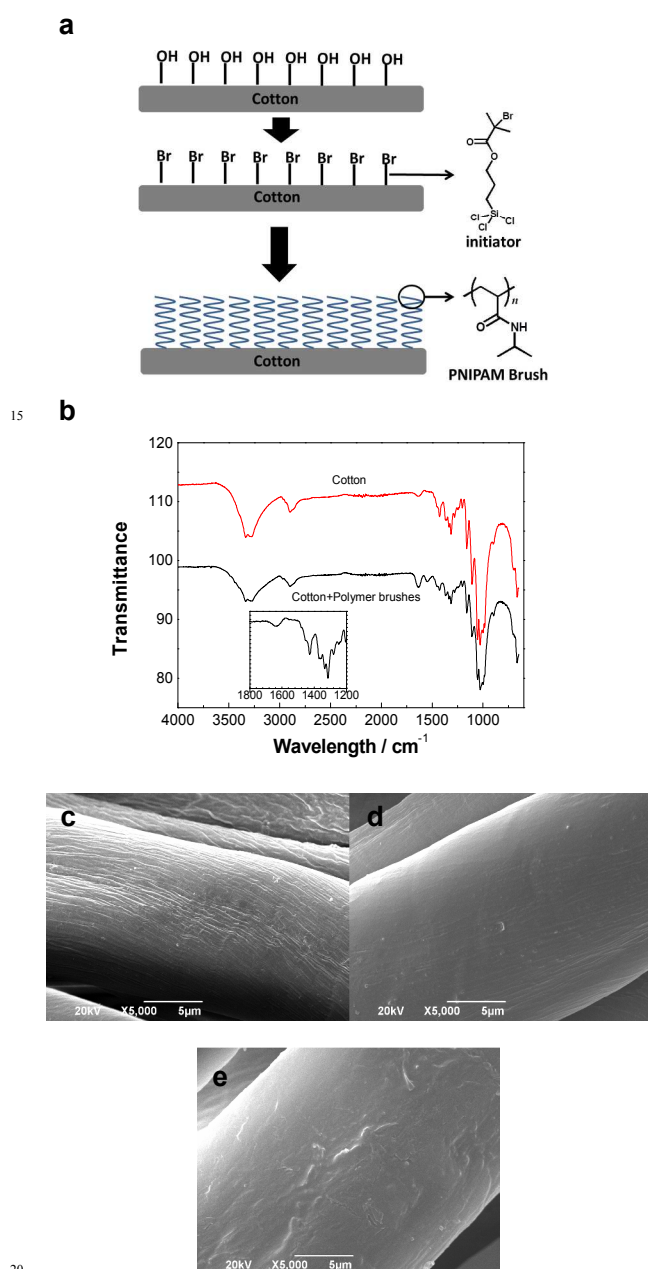 a
OH OH OH OH OH OH OH OH
Cotton
Br Br Br Br Br Br Br Br
Cotton
Br
O
O
Si
Cl
Cl
Cl
initiator
n
O
NH
Cotton
PNIPAM Brush
15
b
120
110
100
90
80
Transmittance
Cotton
Cotton+Polymer brushes
1800 1600 1400 1200
4000 3500 3000 2500 2000 1500 1000
Wavelength / cm⁻¹
c
20kV X5,000 5µm
d
20kV X5,000 5µm
e
20kV X5,000 5µm